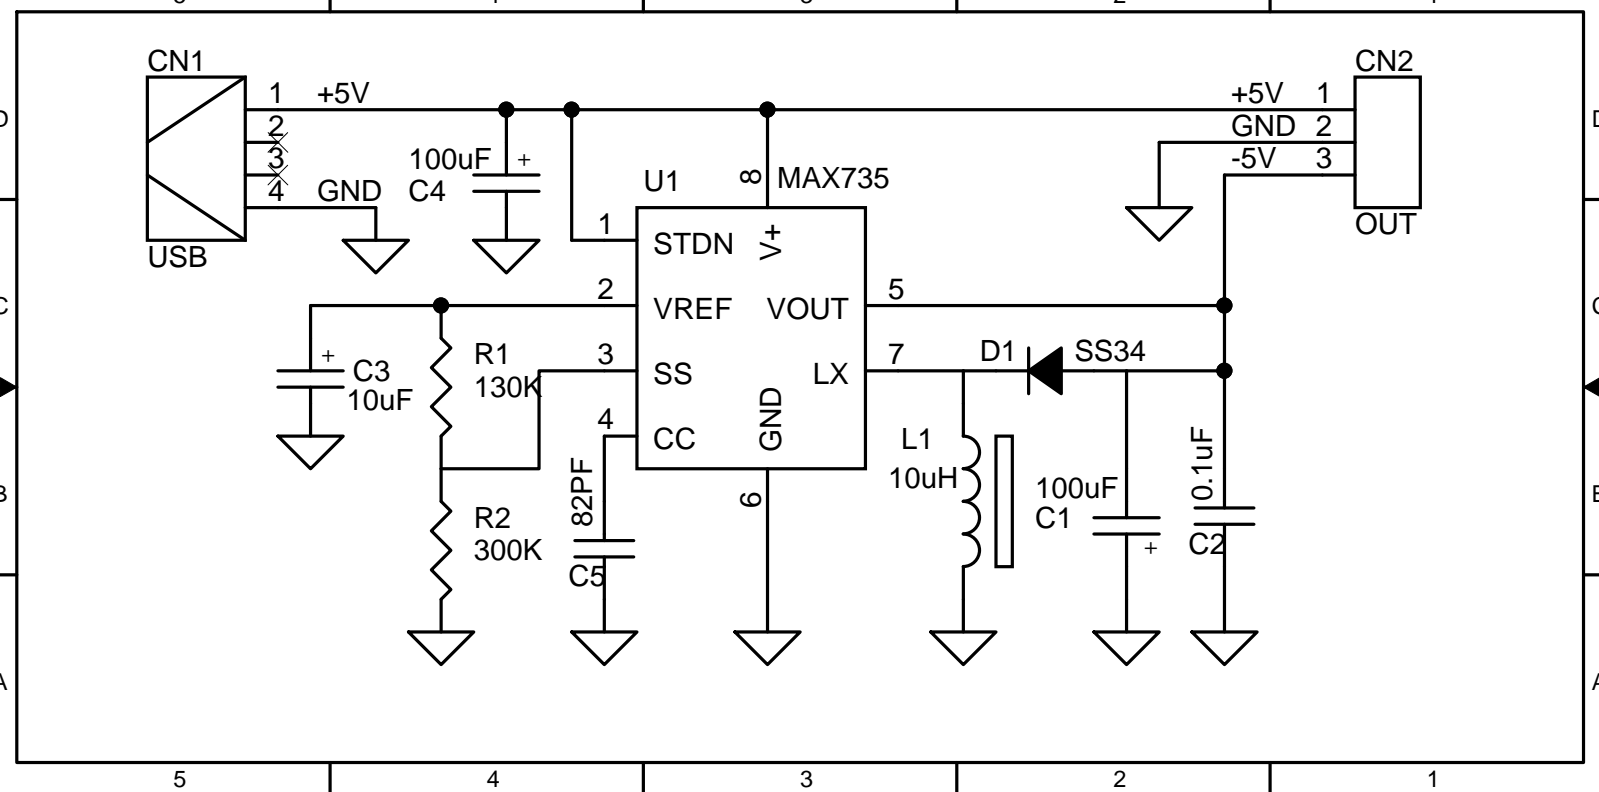 CN1
1 +5V
2
3
4 GND
USB
100uF +
C4
U1
8 MAX735
CN2
+5V 1
GND 2
-5V 3
OUT
1 STDN
V+
2 VREF
VOUT 5
3 SS
LX 7
4 CC
GND
6
+
C3
10uF
R1
130K
R2
300K
82PF
C5
D1 SS34
L1
10uH
100uF
C1
+
0.1uF
C2
D
C
B
A
D
B
A
5 4 3 2 1